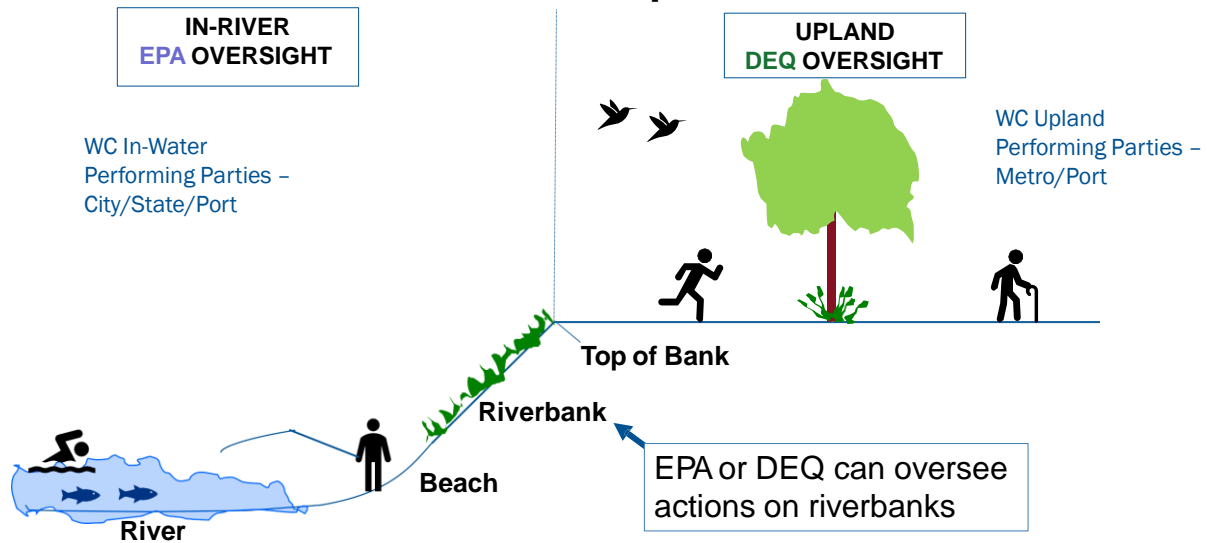 IN-RIVER
EPA OVERSIGHT
UPLAND
DEQ OVERSIGHT
WC In-Water
Performing Parties –
City/State/Port
WC Upland
Performing Parties –
Metro/Port
Top of Bank
Riverbank
EPA or DEQ can oversee
actions on riverbanks
Beach
River